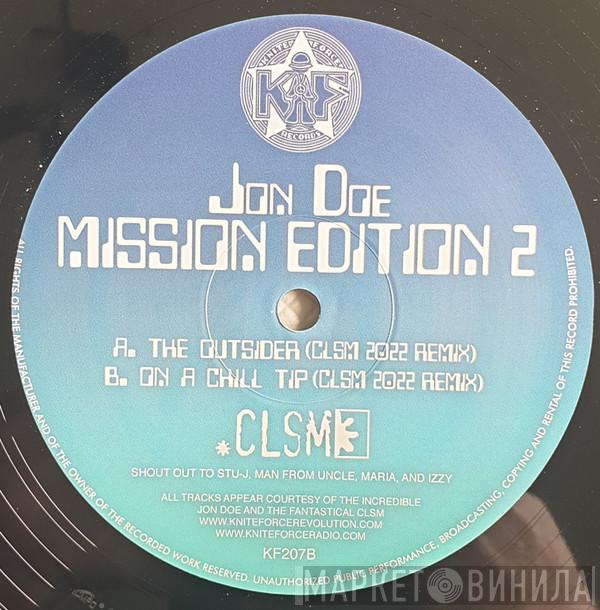 KNITEFORCE
KF
RECORDS
Jon Doe
MISSION EDITION 2
A. THE OUTSIDER (CLSM 2022 REMIX)
B. ON A CHILL TIP (CLSM 2022 REMIX)
*CLSM
SHOUT OUT TO STU-J, MAN FROM UNCLE, MARIA, AND IZZY
ALL TRACKS APPEAR COURTESY OF THE INCREDIBLE
JON DOE AND THE FANTASTICAL CLSM
WWW.KNITEFORCEREVOLUTION.COM
WWW.KNITEFORCERADIO.COM
KF207B
ALL RIGHTS OF THE MANUFACTURER AND OF THE OWNER OF THE RECORDED WORK RESERVED. UNAUTHORIZED PUBLIC PERFORMANCE, BROADCASTING, COPYING AND RENTAL OF THIS RECORD PROHIBITED.
МАРКЕТ ВИНИЛА